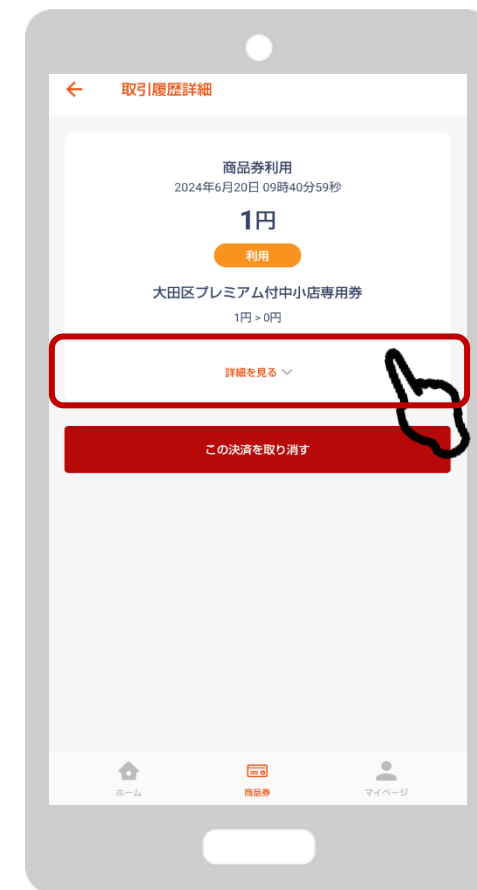 取引履歴詳細
商品券利用
2024年6月20日 09時40分59秒
1円
利用
大田区プレミアム付中小店専用券
1円 > 0円
詳細を見る
この決済を取り消す
ホーム
商品券
マイページ